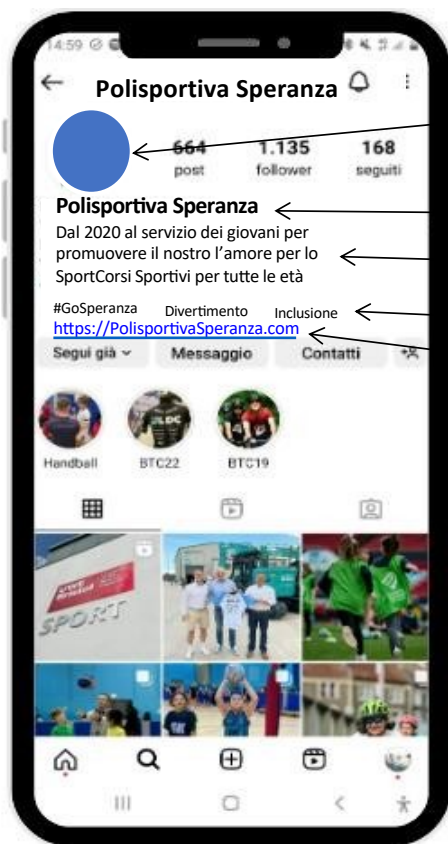 14:59
Polisportiva Speranza
664 1.135 168
post follower seguiti
Polisportiva Speranza
Dal 2020 al servizio dei giovani per
promuovere il nostro l'amore per lo
SportCorsi Sportivi per tutte le età
#GoSperanza Divertimento Inclusione
https://PolisportivaSperanza.com
Segui già Messaggio Contatti
Handball BTC22 BTC19
SPORT